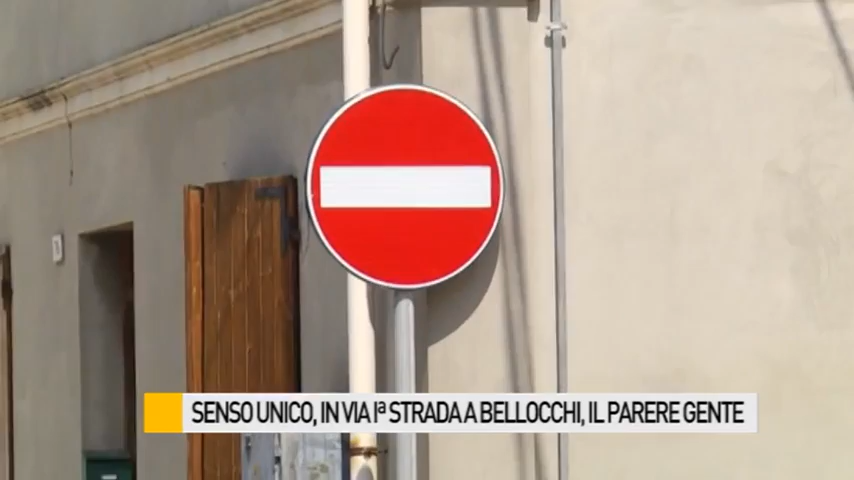 SENSO UNICO, IN VIA Iª STRADA A BELLOCCHI, IL PARERE GENTE